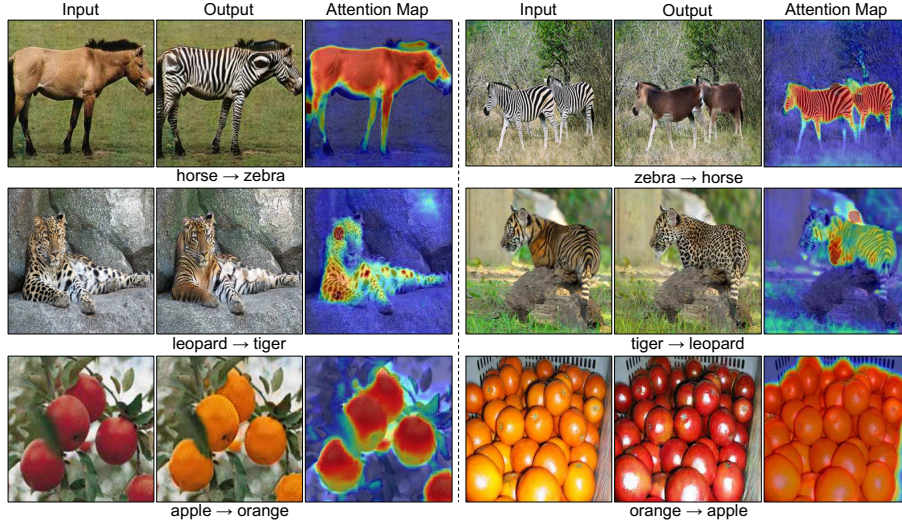 Input Output Attention Map Input Output Attention Map
horse → zebra zebra → horse
leopard → tiger tiger → leopard
apple → orange orange → apple